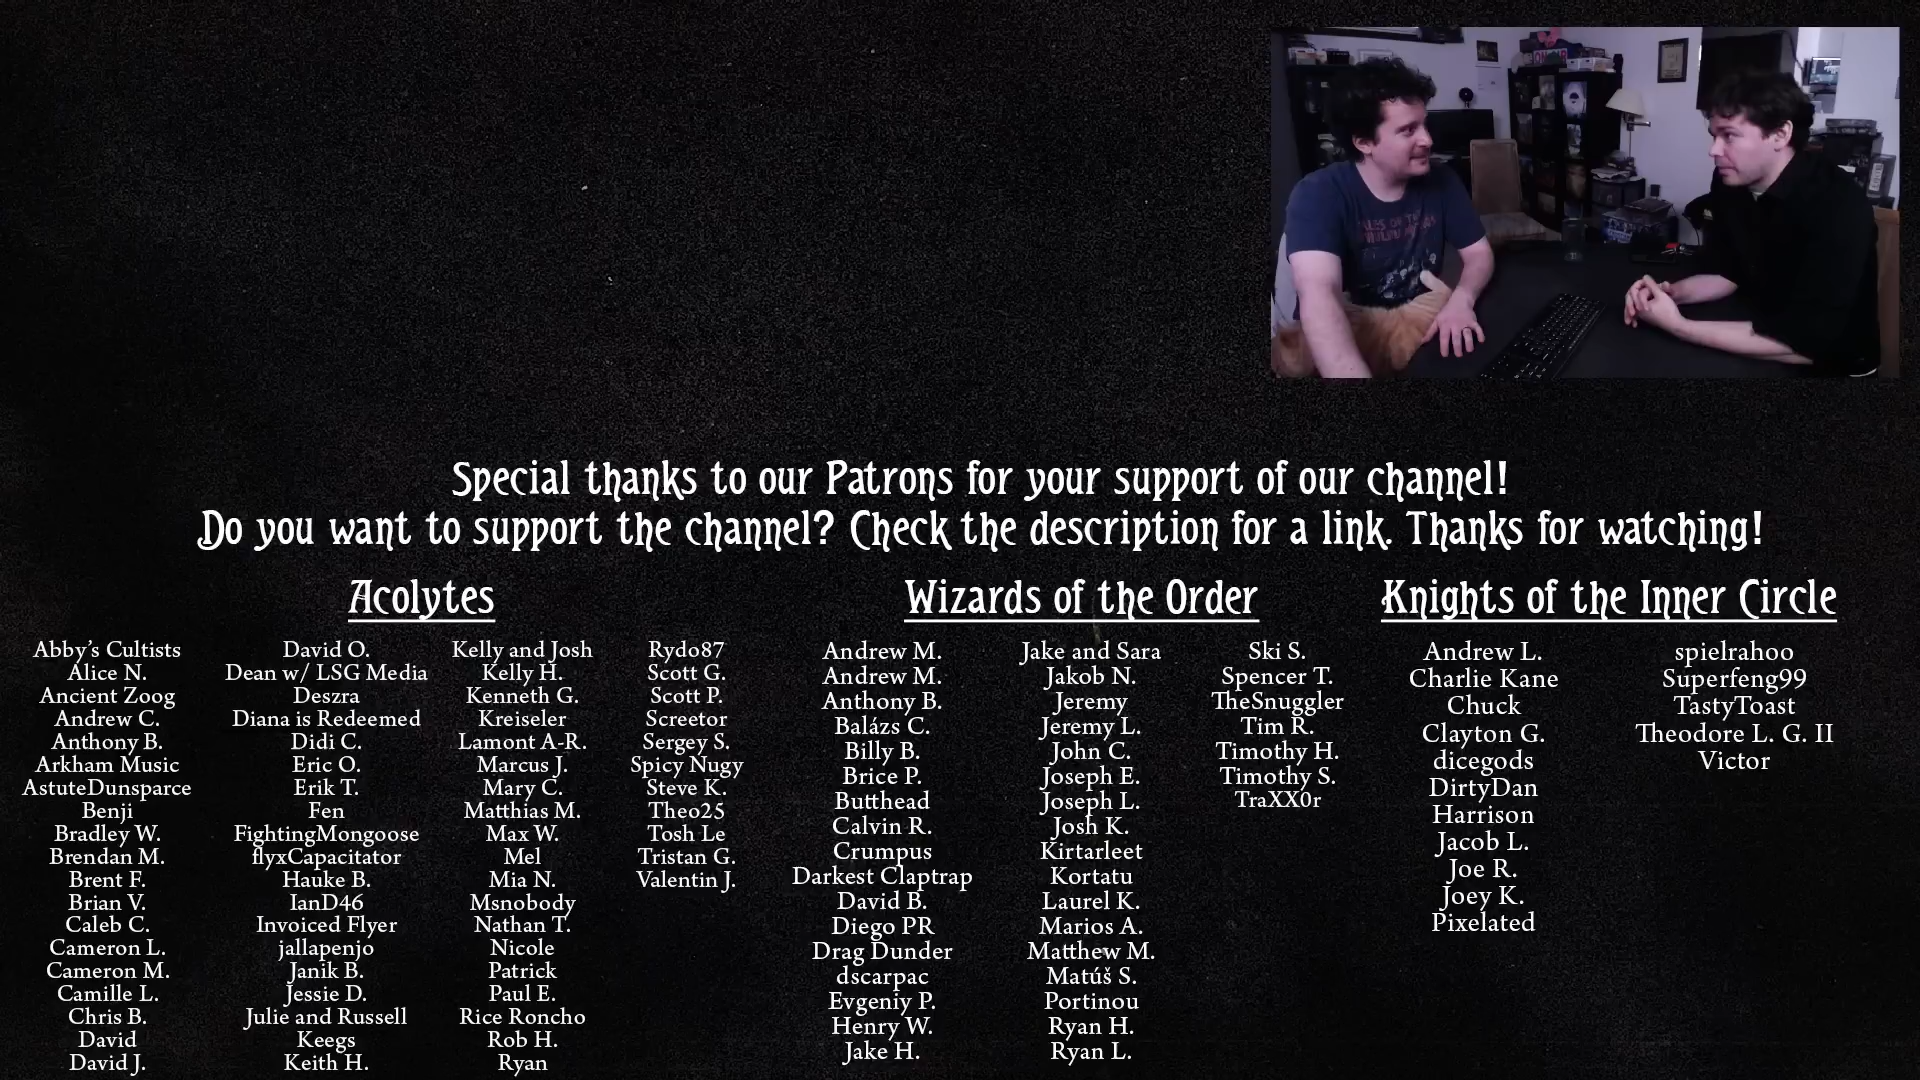 Special thanks to our Patrons for your support of our channel!
Do you want to support the channel? Check the description for a link. Thanks for watching!
Acolytes
Abby's Cultists
Alice N.
Ancient Zoog
Andrew C.
Anthony B.
Arkham Music
AstuteDunsparce
Benji
Bradley W.
Brendan M.
Brent F.
Brian V.
Caleb C.
Cameron L.
Cameron M.
Camille L.
Chris B.
David
David J.
David O.
Dean w/ LSG Media
Deszra
Diana is Redeemed
Didi C.
Eric O.
Erik T.
Fen
FightingMongoose
flyxCapacitator
Hauke B.
IanD46
Invoiced Flyer
jallapenjo
Janik B.
Jessie D.
Julie and Russell
Keegs
Keith H.
Kelly and Josh
Kelly H.
Kenneth G.
Kreiseler
Lamont A-R.
Marcus J.
Mary C.
Matthias M.
Max W.
Mel
Mia N.
Msnobody
Nathan T.
Nicole
Patrick
Paul E.
Rice Roncho
Rob H.
Ryan
Rydo87
Scott G.
Scott P.
Screetor
Sergey S.
Spicy Nugy
Steve K.
Theo25
Tosh Le
Tristan G.
Valentin J.
Wizards of the Order
Andrew M.
Andrew M.
Anthony B.
Balázs C.
Billy B.
Brice P.
Butthead
Calvin R.
Crumpus
Darkest Claptrap
David B.
Diego PR
Drag Dunder
dscarpac
Evgeniy P.
Henry W.
Jake H.
Jake and Sara
Jakob N.
Jeremy
Jeremy L.
John C.
Joseph E.
Joseph L.
Josh K.
Kirtarleet
Kortatu
Laurel K.
Marios A.
Matthew M.
Matúš S.
Portinou
Ryan H.
Ryan L.
Ski S.
Spencer T.
TheSnuggler
Tim R.
Timothy H.
Timothy S.
TraXX0r
Knights of the Inner Circle
Andrew L.
Charlie Kane
Chuck
Clayton G.
dicegods
DirtyDan
Harrison
Jacob L.
Joe R.
Joey K.
Pixelated
spielrahoo
Superfeng99
TastyToast
Theodore L. G. II
Victor